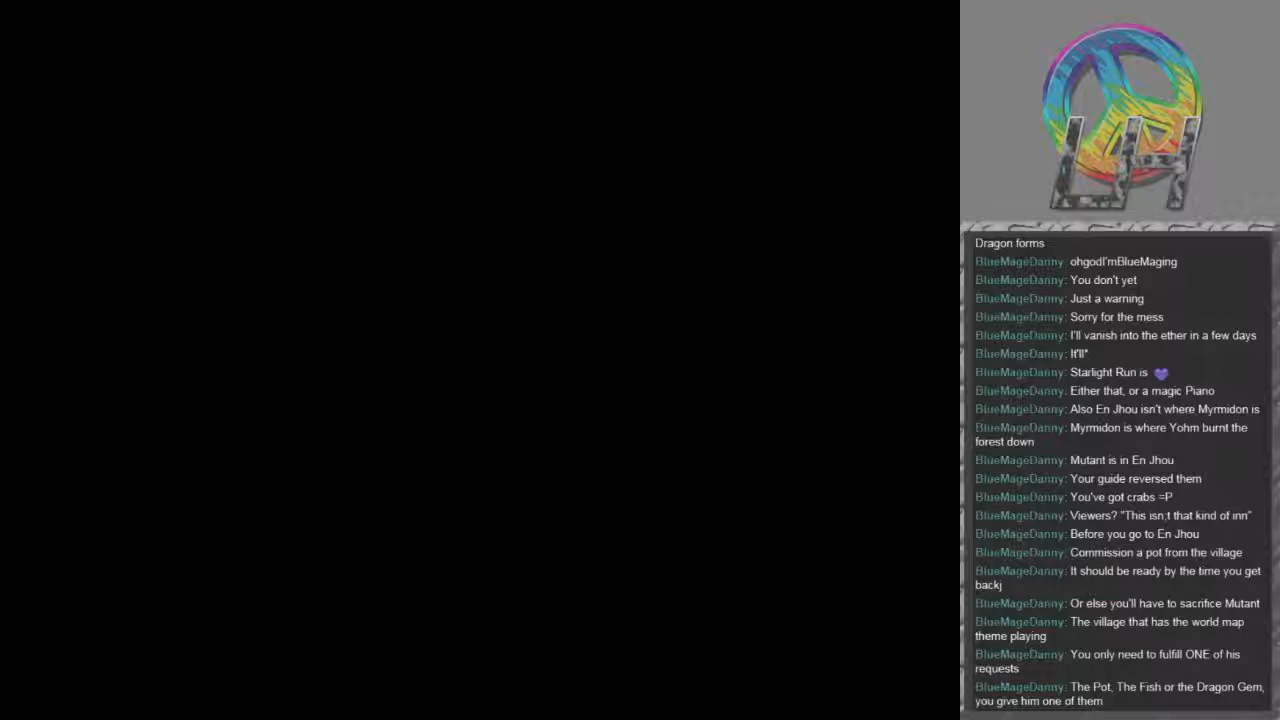 LH
Dragon forms
BlueMageDanny: ohgodI'mBlueMaging
BlueMageDanny: You don't yet
BlueMageDanny: Just a warning
BlueMageDanny: Sorry for the mess
BlueMageDanny: I'll vanish into the ether in a few days
BlueMageDanny: It'll*
BlueMageDanny: Starlight Run is 💜
BlueMageDanny: Either that, or a magic Piano
BlueMageDanny: Also En Jhou isn't where Myrmidon is
BlueMageDanny: Myrmidon is where Yohm burnt the
forest down
BlueMageDanny: Mutant is in En Jhou
BlueMageDanny: Your guide reversed them
BlueMageDanny: You've got crabs =P
BlueMageDanny: Viewers? "This isn;t that kind of inn"
BlueMageDanny: Before you go to En Jhou
BlueMageDanny: Commission a pot from the village
BlueMageDanny: It should be ready by the time you get
backj
BlueMageDanny: Or else you'll have to sacrifice Mutant
BlueMageDanny: The village that has the world map
theme playing
BlueMageDanny: You only need to fulfill ONE of his
requests
BlueMageDanny: The Pot, The Fish or the Dragon Gem,
you give him one of them